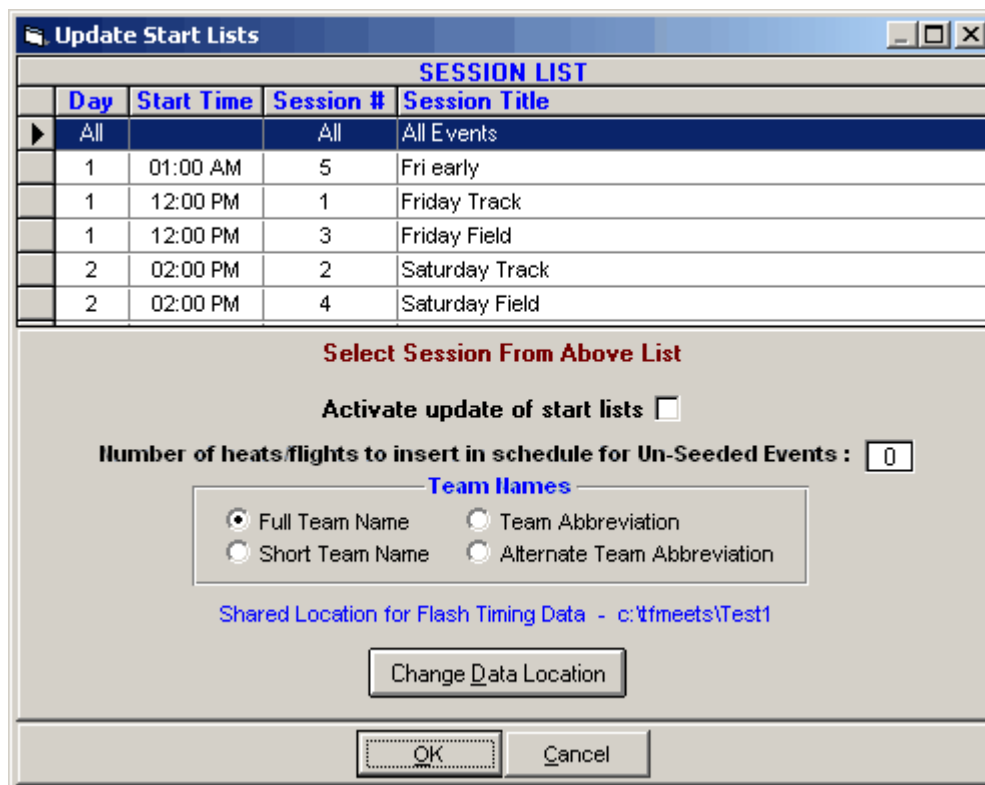 Update Start Lists
SESSION LIST
Day Start Time Session # Session Title
All All All Events
1 01:00 AM 5 Fri early
1 12:00 PM 1 Friday Track
1 12:00 PM 3 Friday Field
2 02:00 PM 2 Saturday Track
2 02:00 PM 4 Saturday Field
Select Session From Above List
Activate update of start lists
Number of heats/flights to insert in schedule for Un-Seeded Events : 0
Team Names
Full Team Name Team Abbreviation
Short Team Name Alternate Team Abbreviation
Shared Location for Flash Timing Data - c:\tfmeets\Test1
Change Data Location
OK Cancel